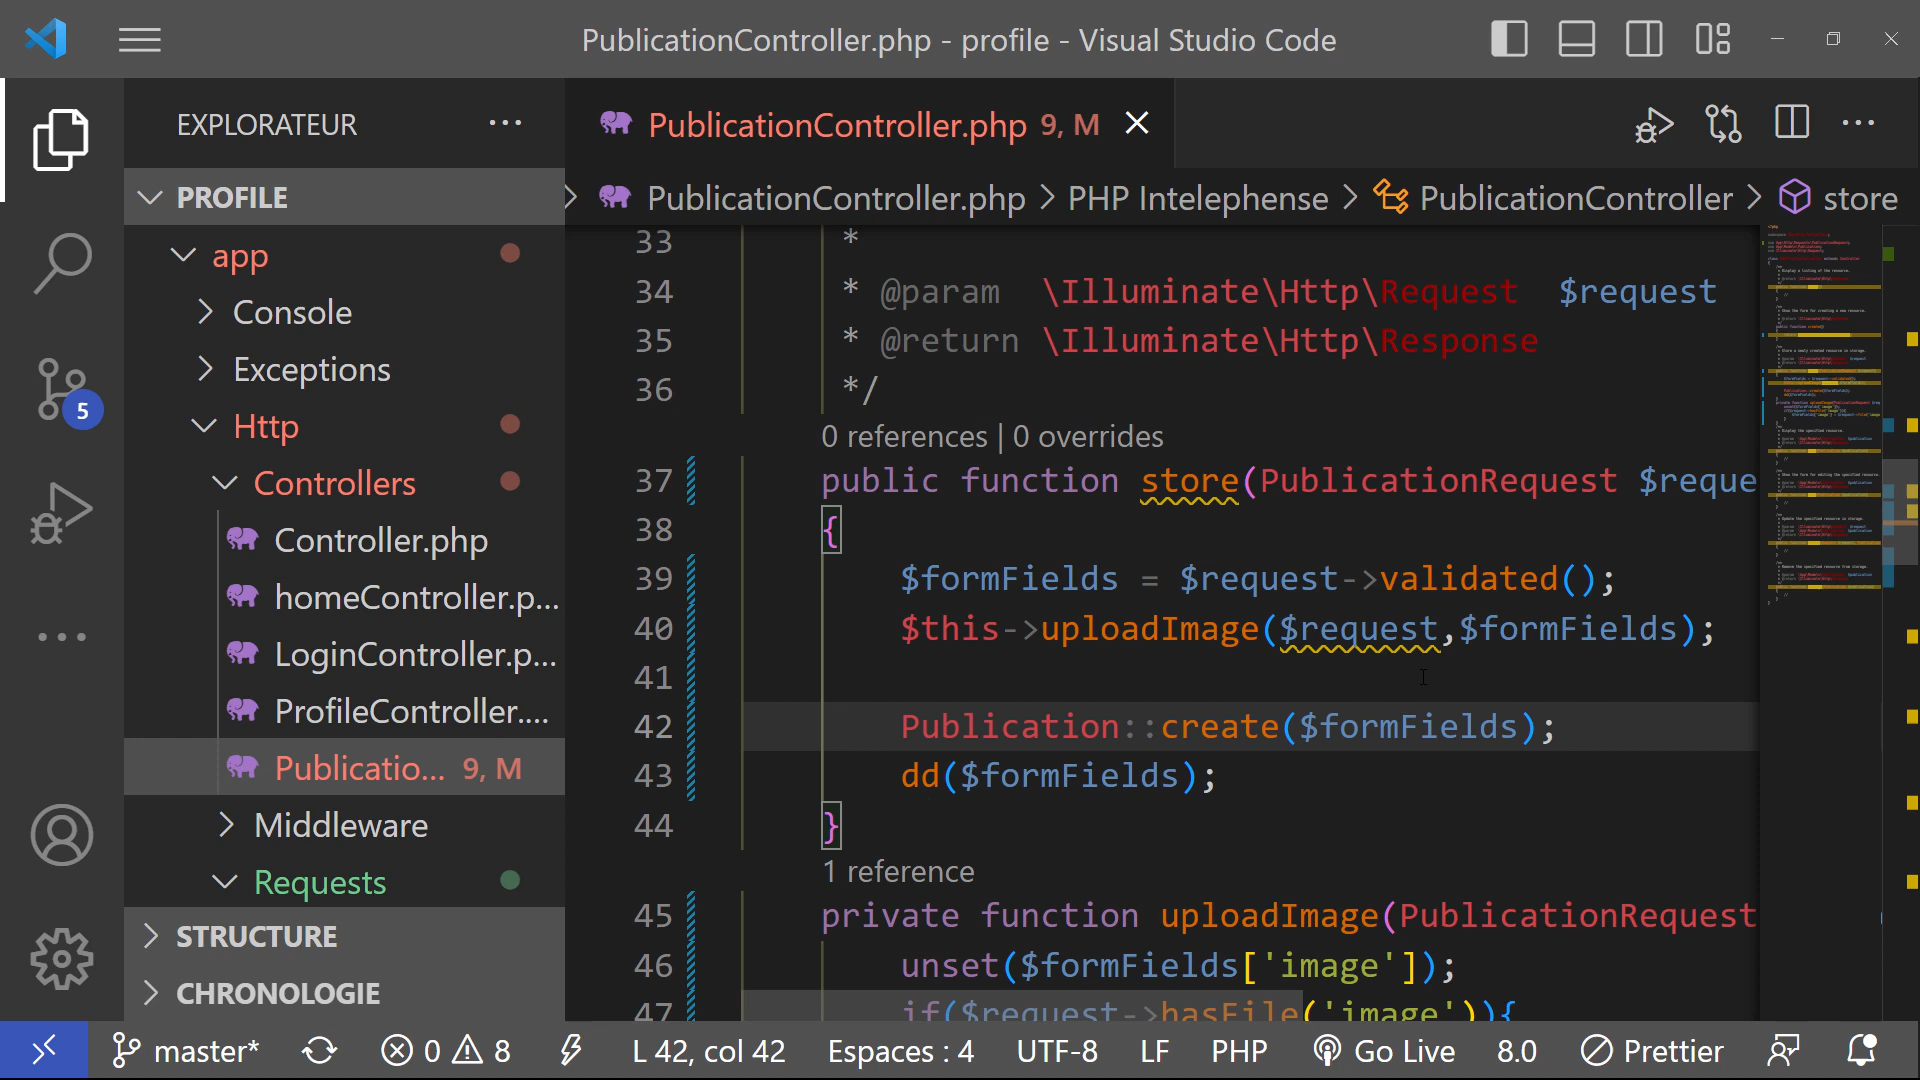 PublicationController.php - profile - Visual Studio Code
EXPLORATEUR
PublicationController.php 9, M
PROFILE
PublicationController.php > PHP Intelephense > PublicationController > store
app
Console
Exceptions
Http
Controllers
Controller.php
homeController.p...
LoginController.p...
ProfileController....
Publicatio... 9, M
Middleware
Requests
STRUCTURE
CHRONOLOGIE
5
33 *
34 * @param \Illuminate\Http\Request $request
35 * @return \Illuminate\Http\Response
36 */
0 references | 0 overrides
37 public function store(PublicationRequest $reque
38 {
39 $formFields = $request->validated();
40 $this->uploadImage($request,$formFields);
41
42 Publication::create($formFields);
43 dd($formFields);
44 }
1 reference
45 private function uploadImage(PublicationRequest
46 unset($formFields['image']);
47 if($request->hasFile('image')){
master* 0 8 L 42, col 42 Espaces : 4 UTF-8 LF PHP Go Live 8.0 Prettier